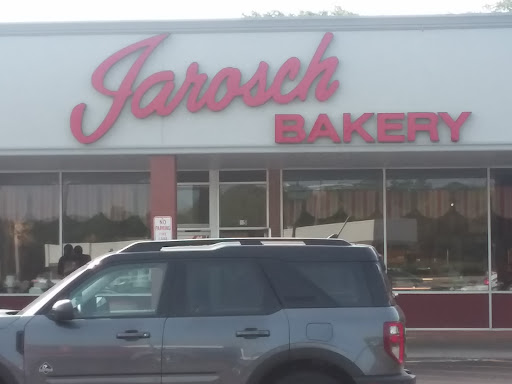 Jarosch
BAKERY
NO
PARKING